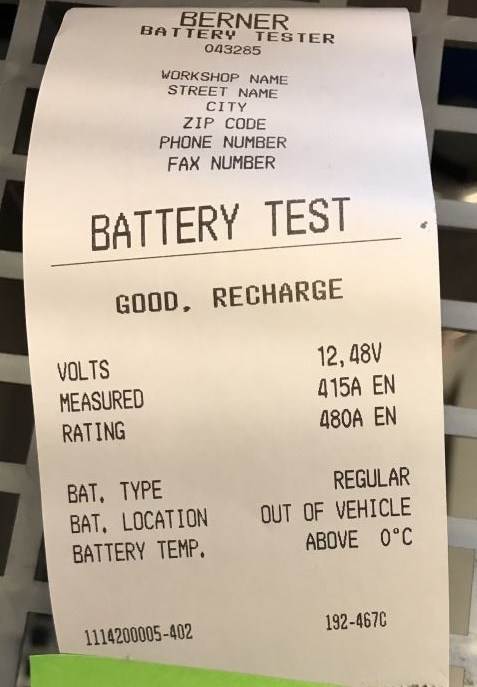 BERNER
BATTERY TESTER
043285
WORKSHOP NAME
STREET NAME
CITY
ZIP CODE
PHONE NUMBER
FAX NUMBER
BATTERY TEST
GOOD, RECHARGE
VOLTS 12,48V
MEASURED 415A EN
RATING 480A EN
BAT. TYPE REGULAR
BAT. LOCATION OUT OF VEHICLE
BATTERY TEMP. ABOVE 0°C
1114200005-402 192-467C